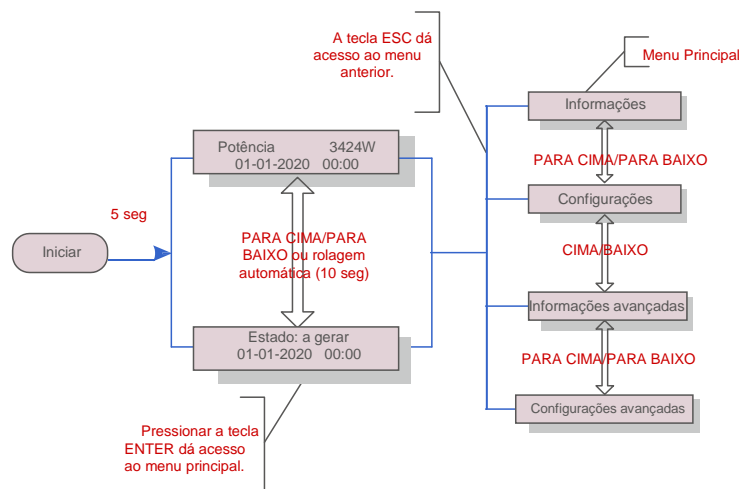 A tecla ESC dá
acesso ao menu
anterior.
Menu Principal
Informações
Potência 3424W
01-01-2020 00:00
PARA CIMA/PARA BAIXO
Configurações
5 seg
Iniciar
PARA CIMA/PARA
BAIXO ou rolagem
automática (10 seg)
CIMA/BAIXO
Informações avançadas
Estado: a gerar
01-01-2020 00:00
PARA CIMA/PARA BAIXO
Configurações avançadas
Pressionar a tecla
ENTER dá acesso
ao menu principal.